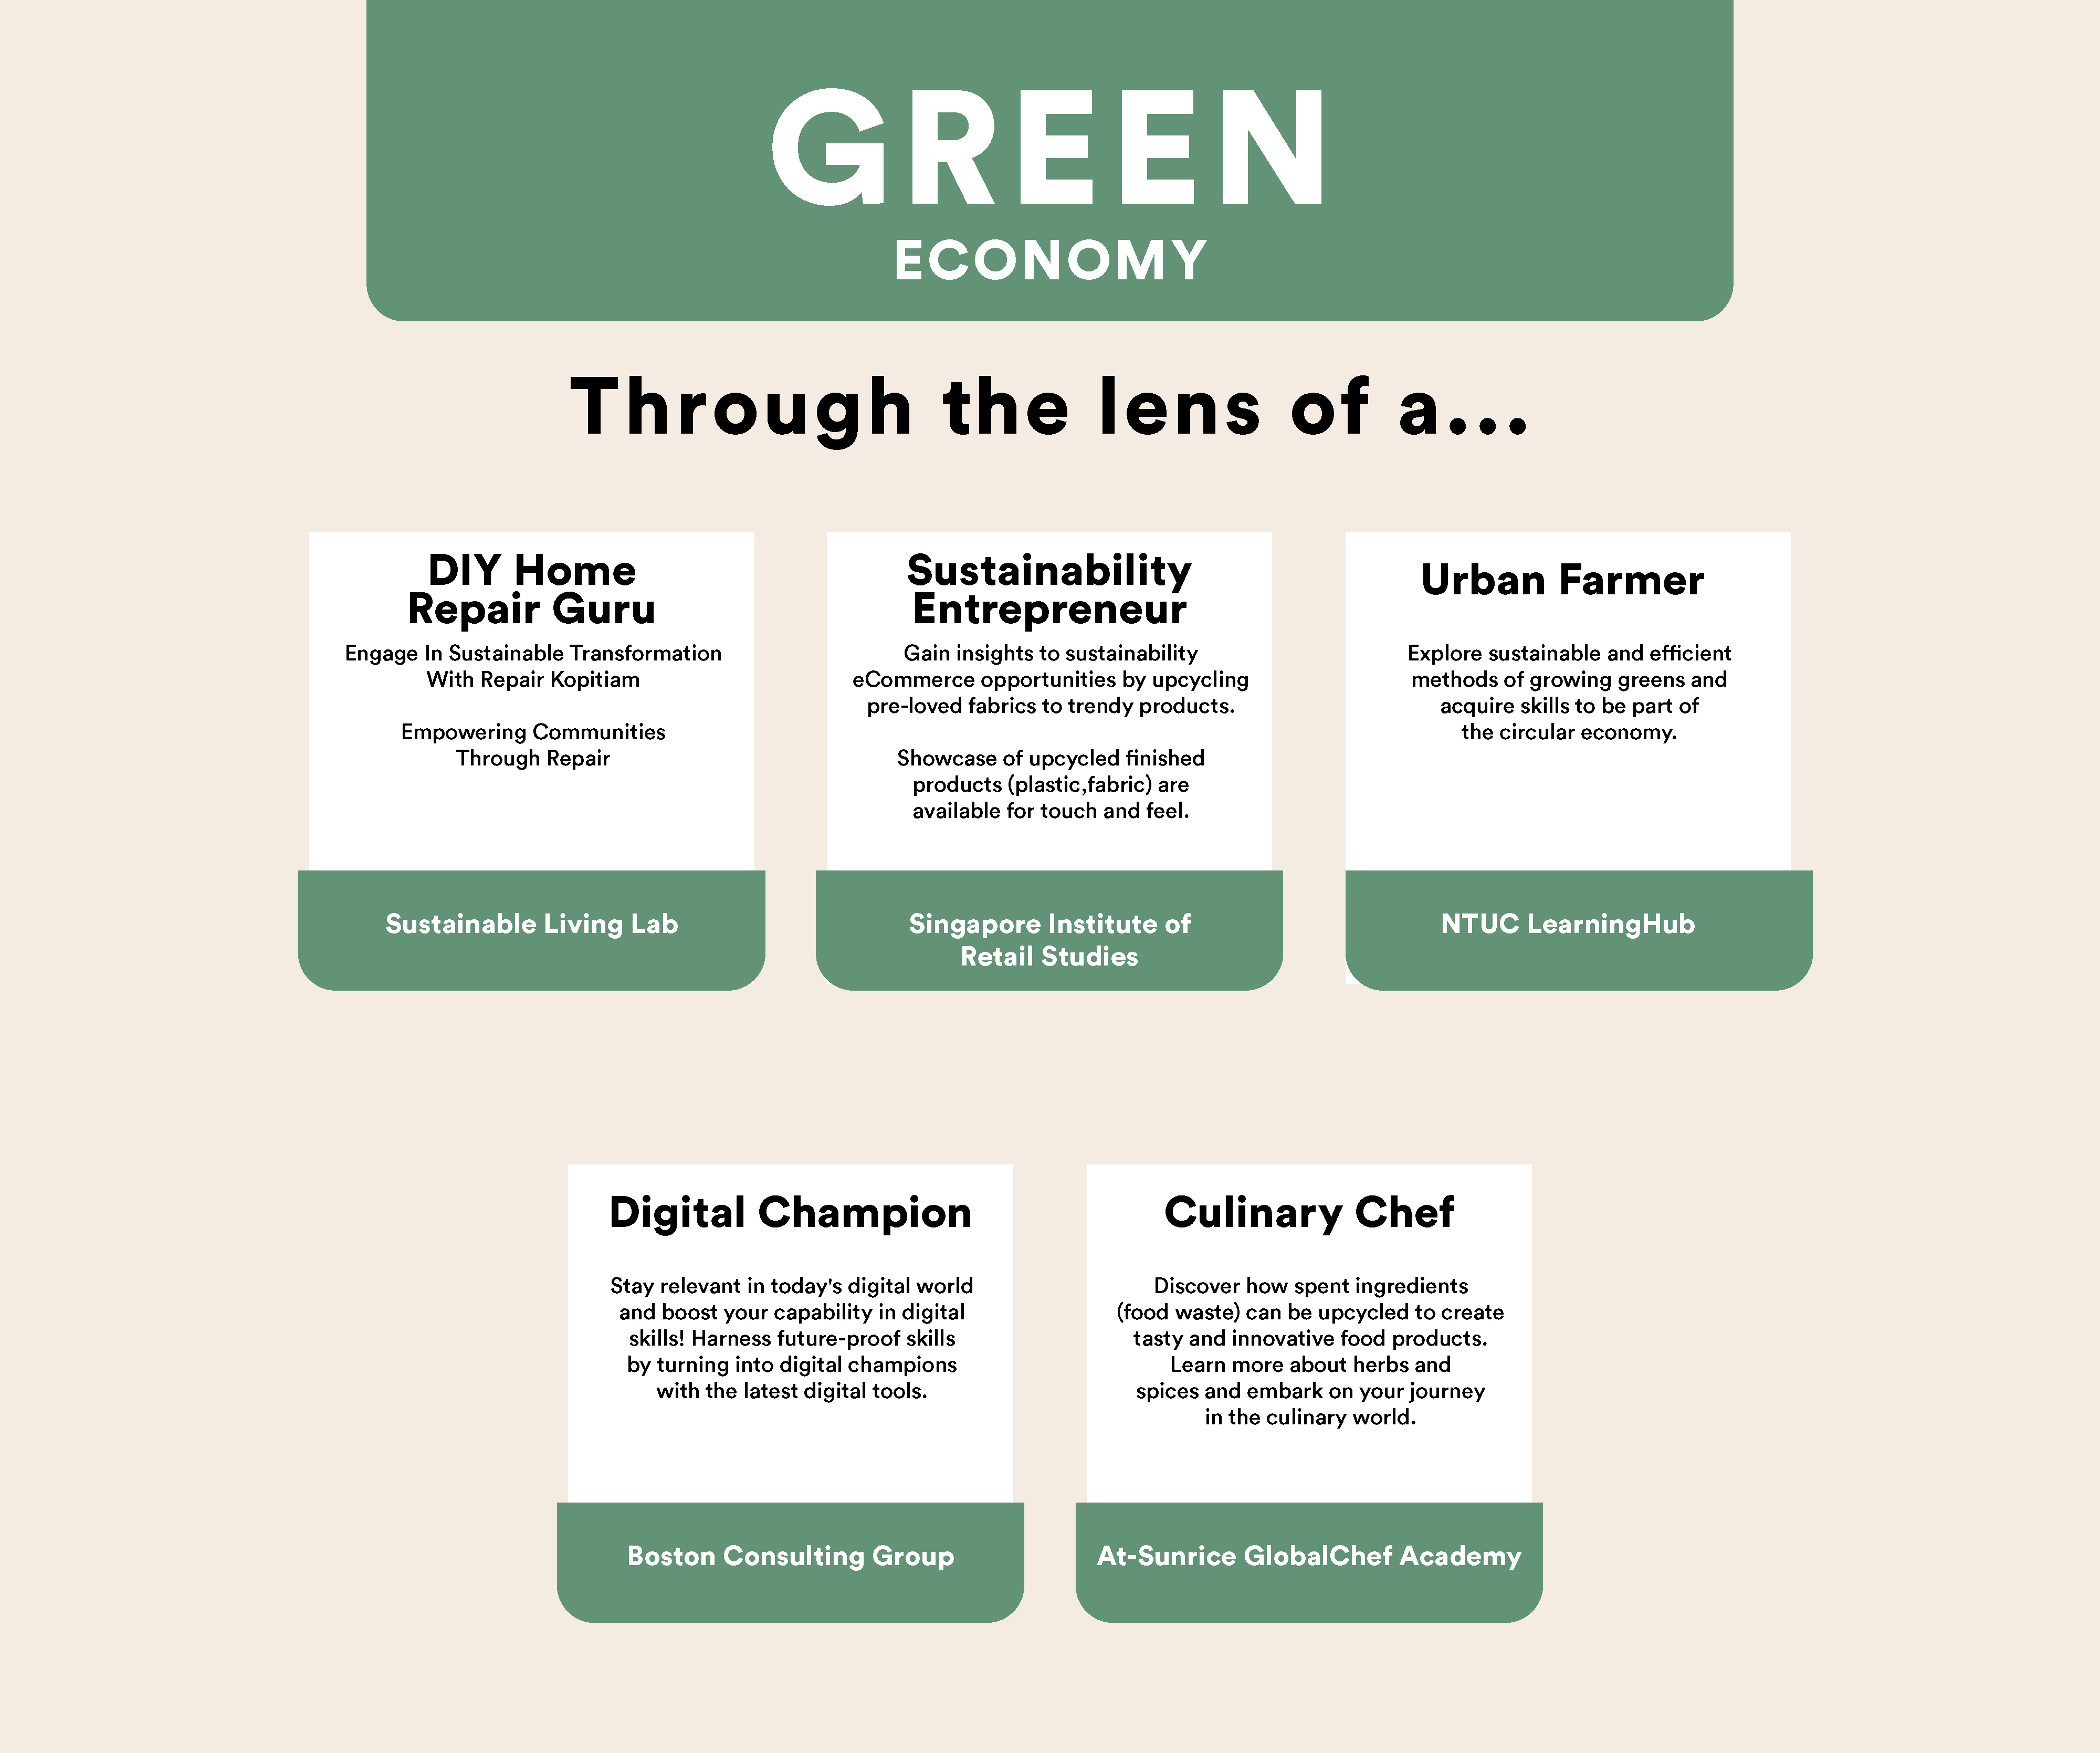 GREEN
ECONOMY
Through the lens of a...
DIY Home
Repair Guru
Engage In Sustainable Transformation
With Repair Kopitiam
Empowering Communities
Through Repair
Sustainable Living Lab
Sustainability
Entrepreneur
Gain insights to sustainability
eCommerce opportunities by upcycling
pre-loved fabrics to trendy products.
Showcase of upcycled finished
products (plastic,fabric) are
available for touch and feel.
Singapore Institute of
Retail Studies
Urban Farmer
Explore sustainable and efficient
methods of growing greens and
acquire skills to be part of
the circular economy.
NTUC LearningHub
Digital Champion
Stay relevant in today's digital world
and boost your capability in digital
skills! Harness future-proof skills
by turning into digital champions
with the latest digital tools.
Boston Consulting Group
Culinary Chef
Discover how spent ingredients
(food waste) can be upcycled to create
tasty and innovative food products.
Learn more about herbs and
spices and embark on your journey
in the culinary world.
At-Sunrice GlobalChef Academy